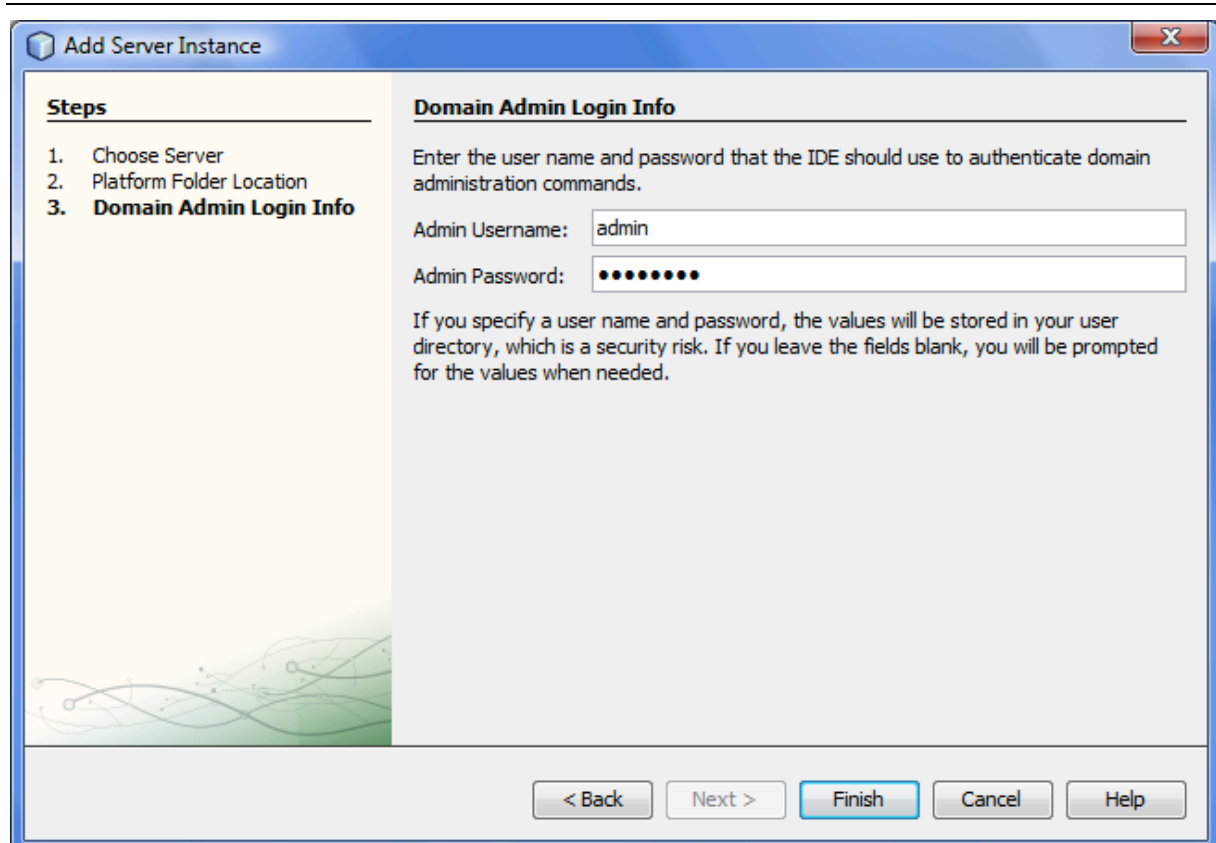 Add Server Instance
Steps
1. Choose Server
2. Platform Folder Location
3. Domain Admin Login Info
Domain Admin Login Info
Enter the user name and password that the IDE should use to authenticate domain
administration commands.
Admin Username: admin
Admin Password: ●●●●●●●●
If you specify a user name and password, the values will be stored in your user
directory, which is a security risk. If you leave the fields blank, you will be prompted
for the values when needed.
< Back Next > Finish Cancel Help